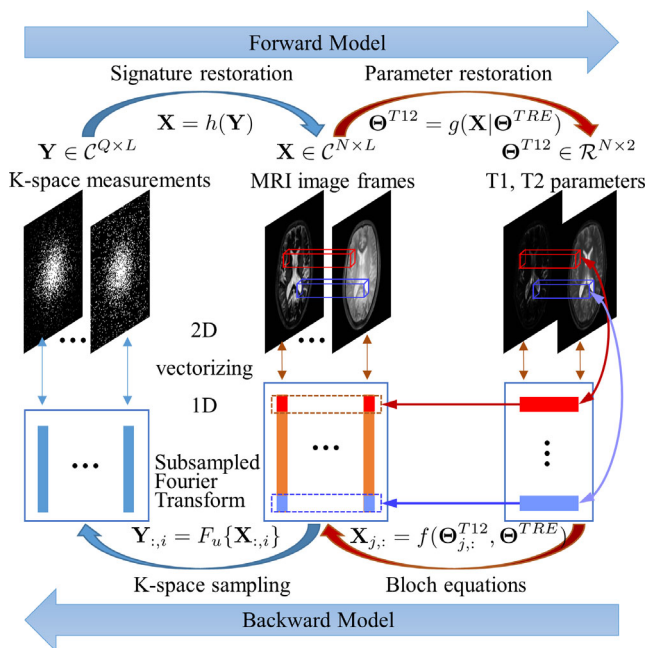 Forward Model
Signature restoration
Parameter restoration
X = h(Y)
Θ^{T12} = g(X|Θ^{TRE})
Y ∈ C^{Q×L}
X ∈ C^{N×L}
Θ^{T12} ∈ R^{N×2}
K-space measurements
MRI image frames
T1, T2 parameters
2D
vectorizing
1D
Subsampled
Fourier
Transform
Y_{:,i} = F_u{X_{:,i}}
X_{j,:} = f(Θ^{T12}_{j,:}, Θ^{TRE})
K-space sampling
Bloch equations
Backward Model